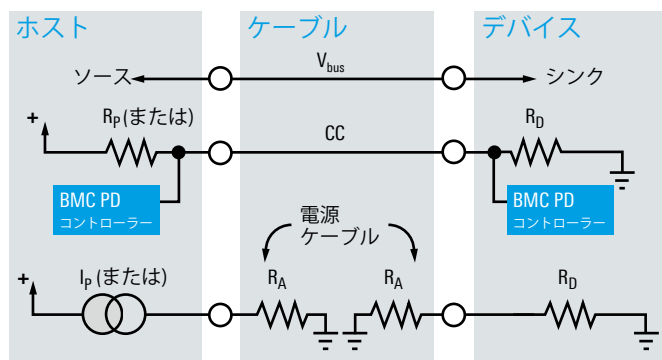 ホスト
ケーブル
デバイス
ソース
Vbus
シンク
+
RP(または)
CC
RD
BMC PD
コントローラー
BMC PD
コントローラー
電源
ケーブル
+
IP(または)
RA
RA
RD